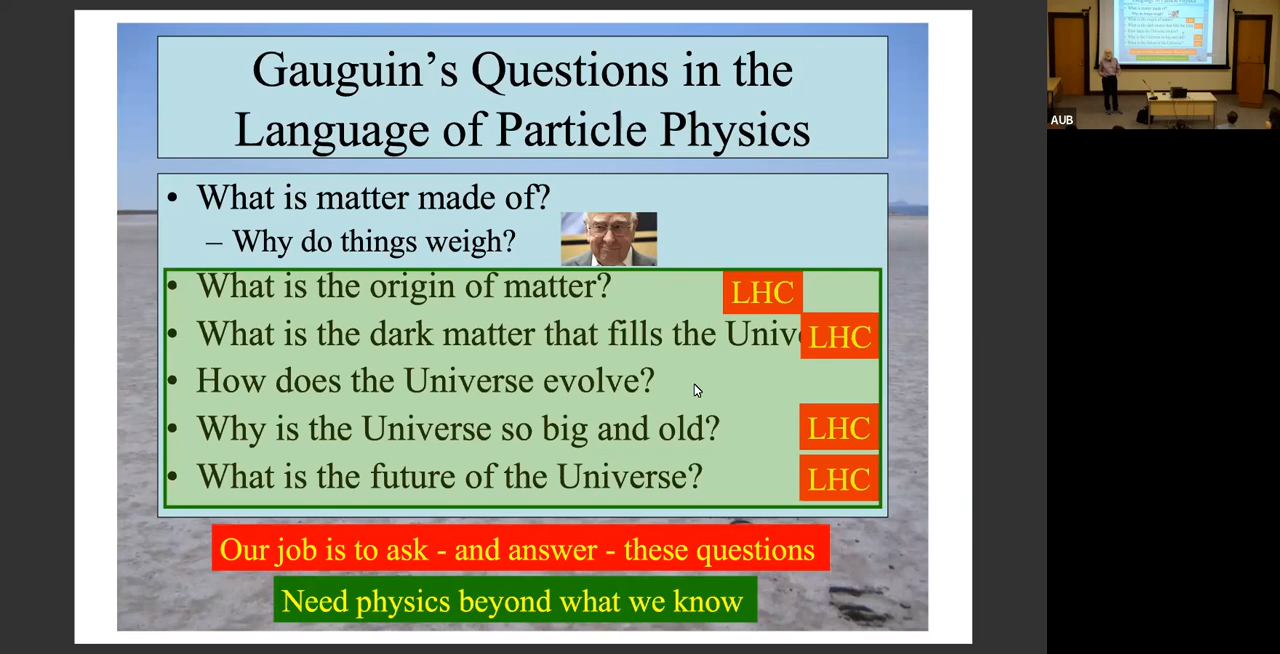 Gauguin's Questions in the
Language of Particle Physics
• What is matter made of?
– Why do things weigh?
• What is the origin of matter? LHC
• What is the dark matter that fills the Univ LHC
• How does the Universe evolve?
• Why is the Universe so big and old? LHC
• What is the future of the Universe? LHC
Our job is to ask - and answer - these questions
Need physics beyond what we know
AUB